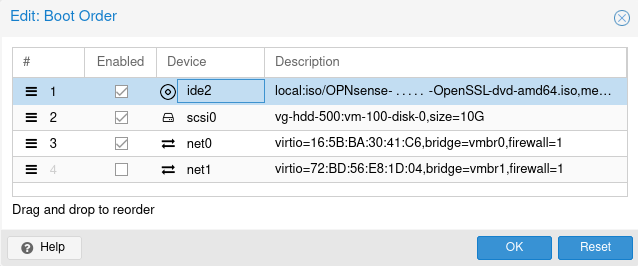 Edit: Boot Order
# Enabled Device Description
1 ide2 local:iso/OPNsense- . . . . . -OpenSSL-dvd-amd64.iso,me...
2 scsi0 vg-hdd-500:vm-100-disk-0,size=10G
3 net0 virtio=16:5B:BA:30:41:C6,bridge=vmbr0,firewall=1
4 net1 virtio=72:BD:56:E8:1D:04,bridge=vmbr1,firewall=1
Drag and drop to reorder
Help OK Reset